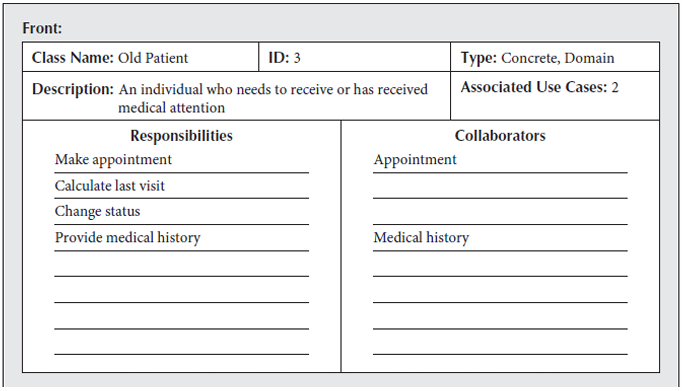 Front:
Class Name: Old Patient ID: 3 Type: Concrete, Domain
Description: An individual who needs to receive or has received Associated Use Cases: 2
medical attention
Responsibilities Collaborators
Make appointment Appointment
Calculate last visit
Change status
Provide medical history Medical history